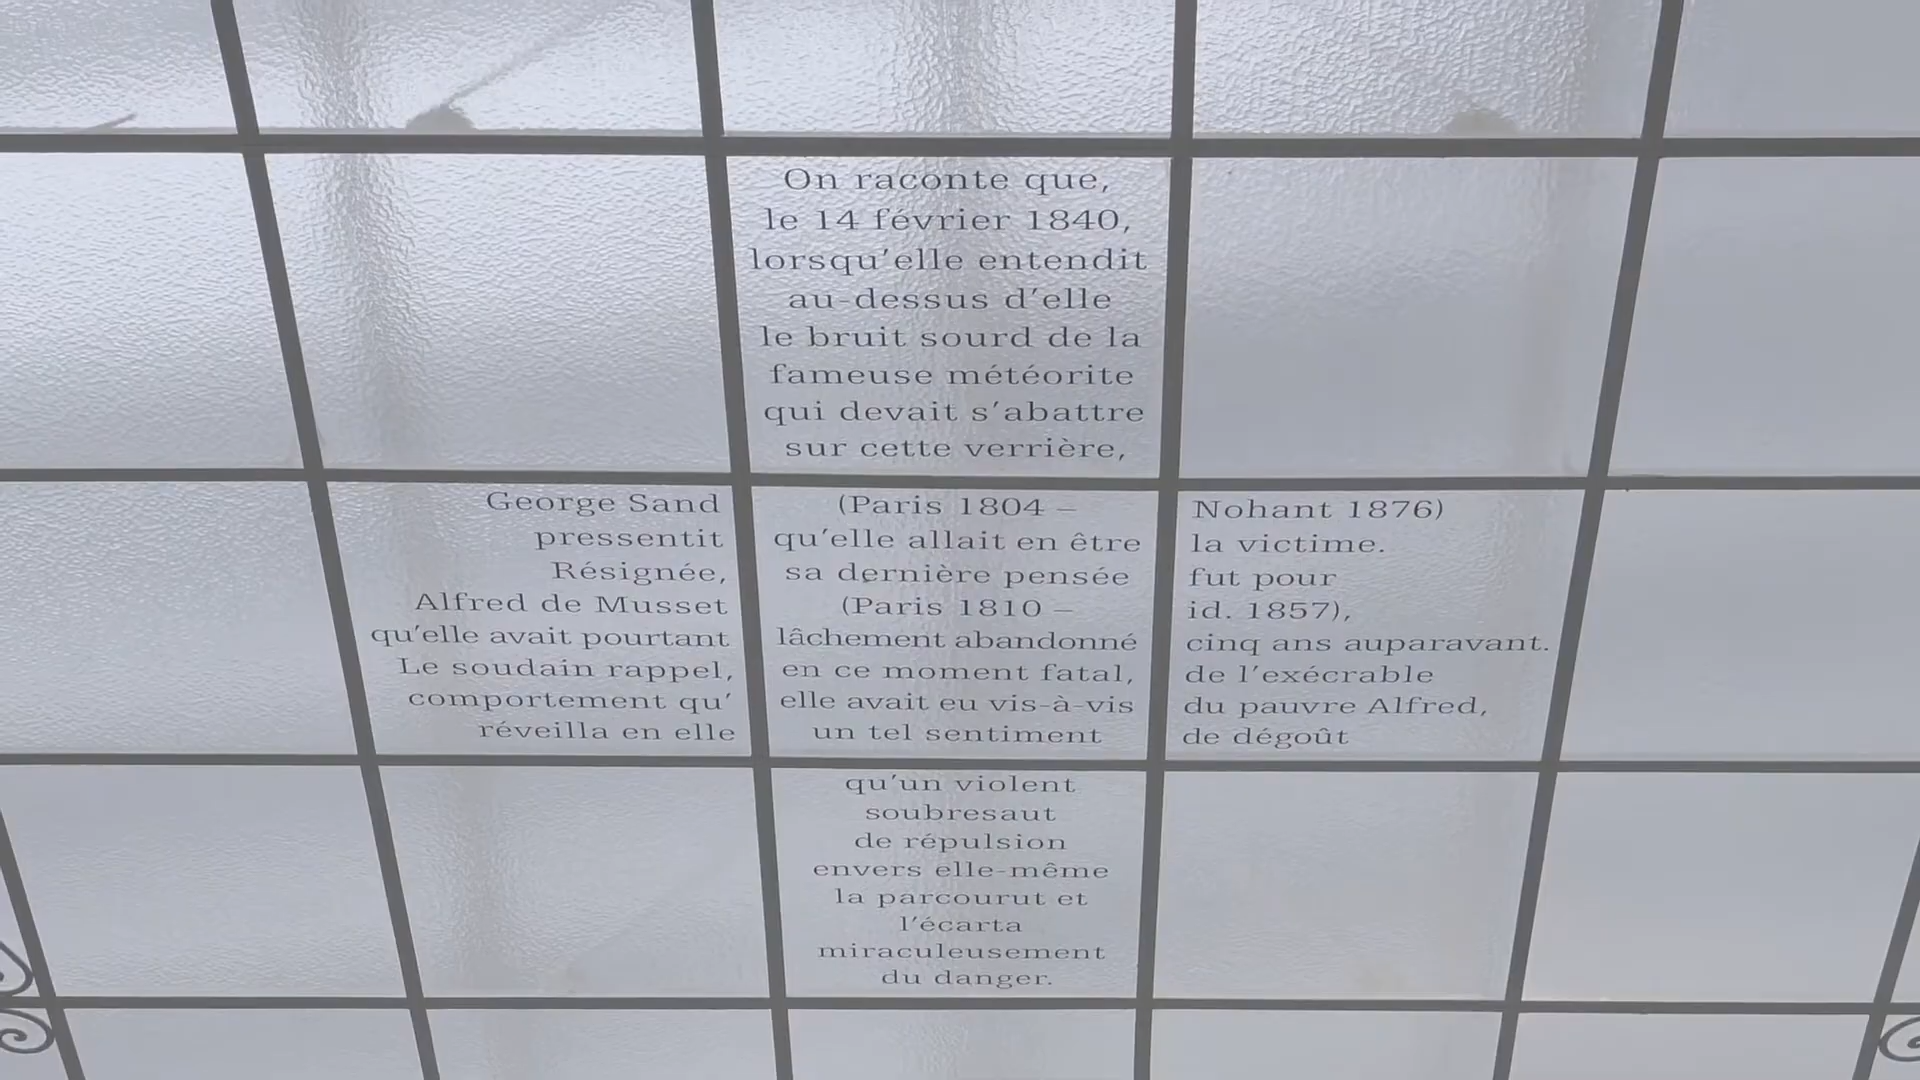 On raconte que,
le 14 février 1840,
lorsqu'elle entendit
au-dessus d'elle
le bruit sourd de la
fameuse météorite
qui devait s'abattre
sur cette verrière,
George Sand (Paris 1804 – Nohant 1876)
pressentit qu'elle allait en être la victime.
Résignée, sa dernière pensée fut pour
Alfred de Musset (Paris 1810 – id. 1857),
qu'elle avait pourtant lâchement abandonné cinq ans auparavant.
Le soudain rappel, en ce moment fatal, de l'exécrable
comportement qu' elle avait eu vis-à-vis du pauvre Alfred,
réveilla en elle un tel sentiment de dégoût
qu'un violent
soubresaut
de répulsion
envers elle-même
la parcourut et
l'écarta
miraculeusement
du danger.